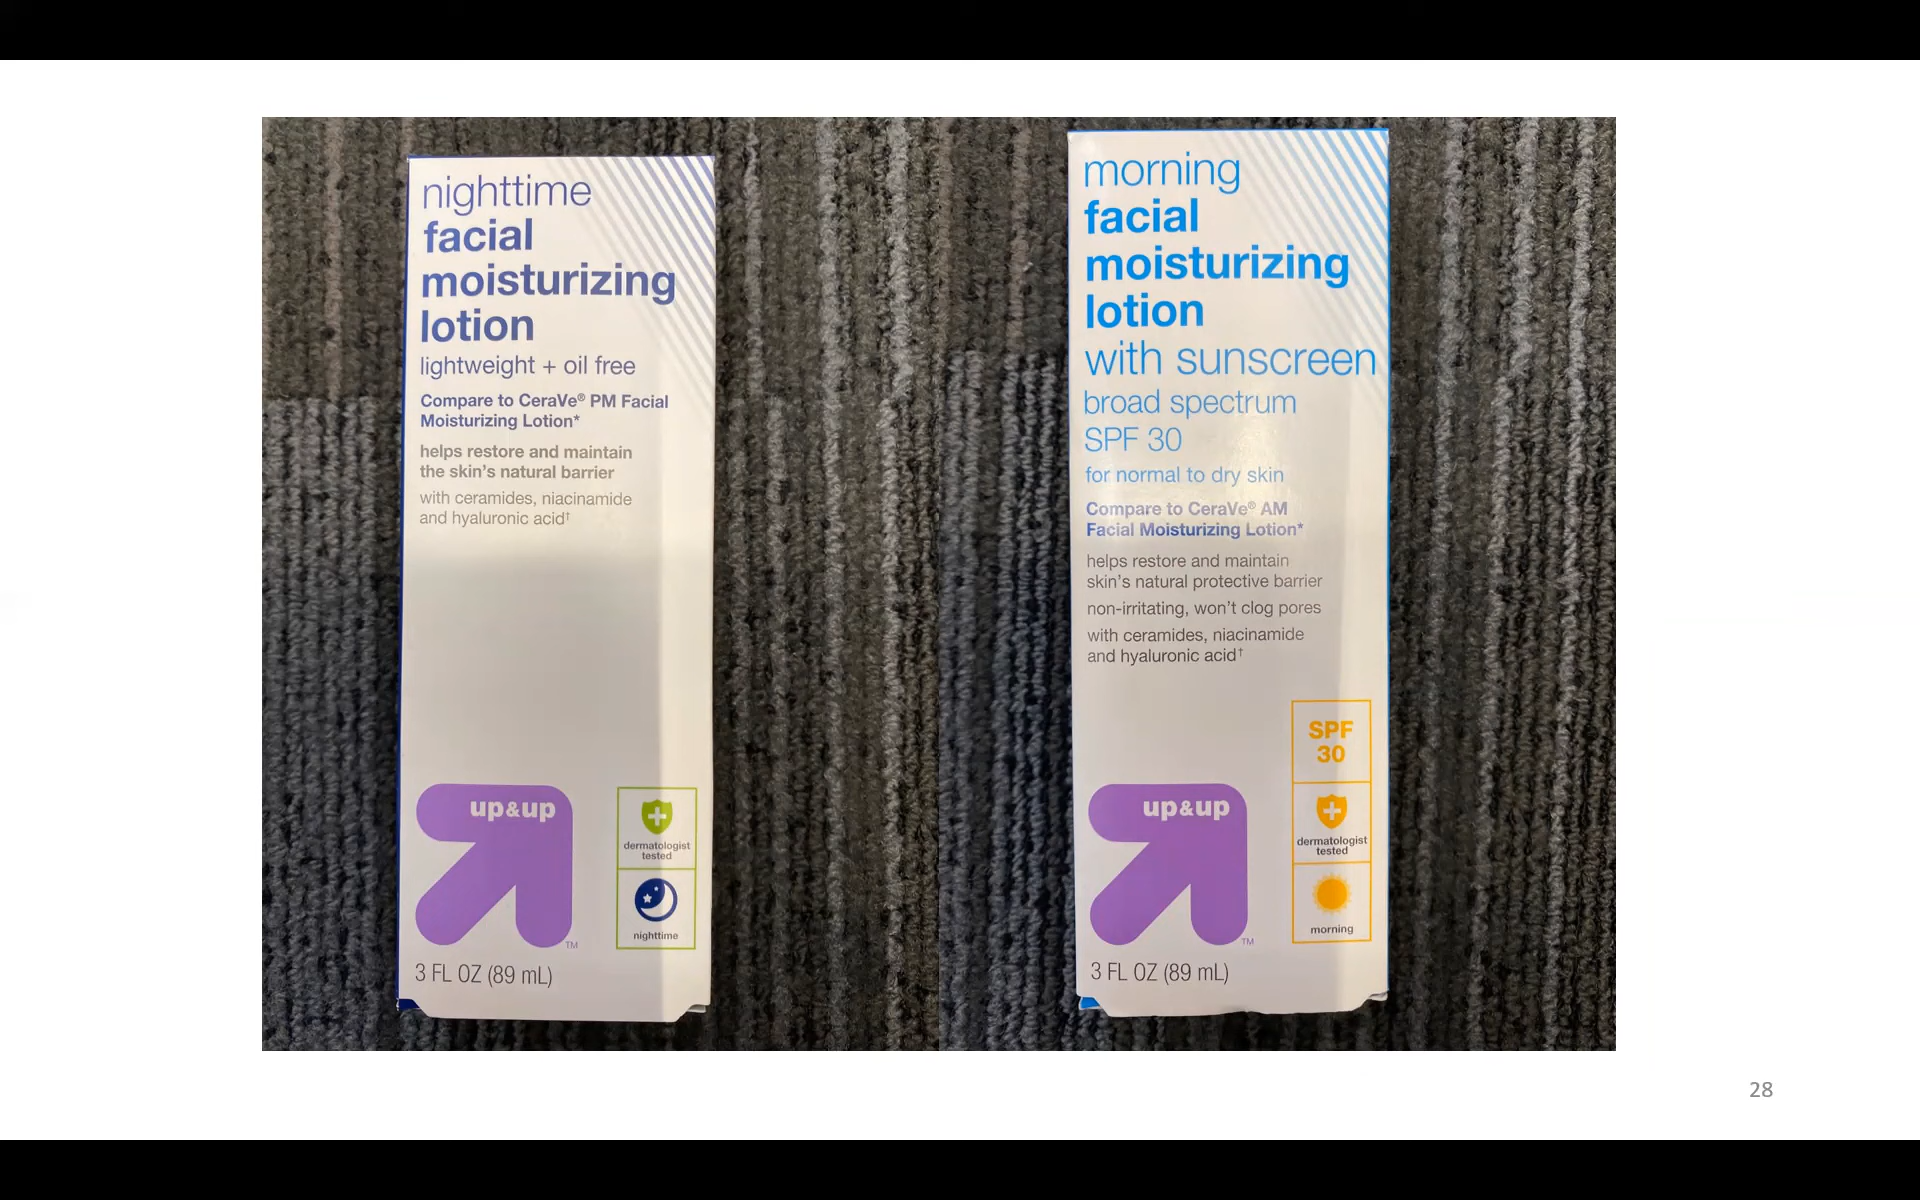 nighttime
facial
moisturizing
lotion
lightweight + oil free
Compare to CeraVe® PM Facial
Moisturizing Lotion*
helps restore and maintain
the skin's natural barrier
with ceramides, niacinamide
and hyaluronic acid†
up&up
TM
dermatologist
tested
nighttime
3 FL OZ (89 mL)
morning
facial
moisturizing
lotion
with sunscreen
broad spectrum
SPF 30
for normal to dry skin
Compare to CeraVe® AM
Facial Moisturizing Lotion*
helps restore and maintain
skin's natural protective barrier
non-irritating, won't clog pores
with ceramides, niacinamide
and hyaluronic acid†
SPF
30
up&up
TM
dermatologist
tested
morning
3 FL OZ (89 mL)
28